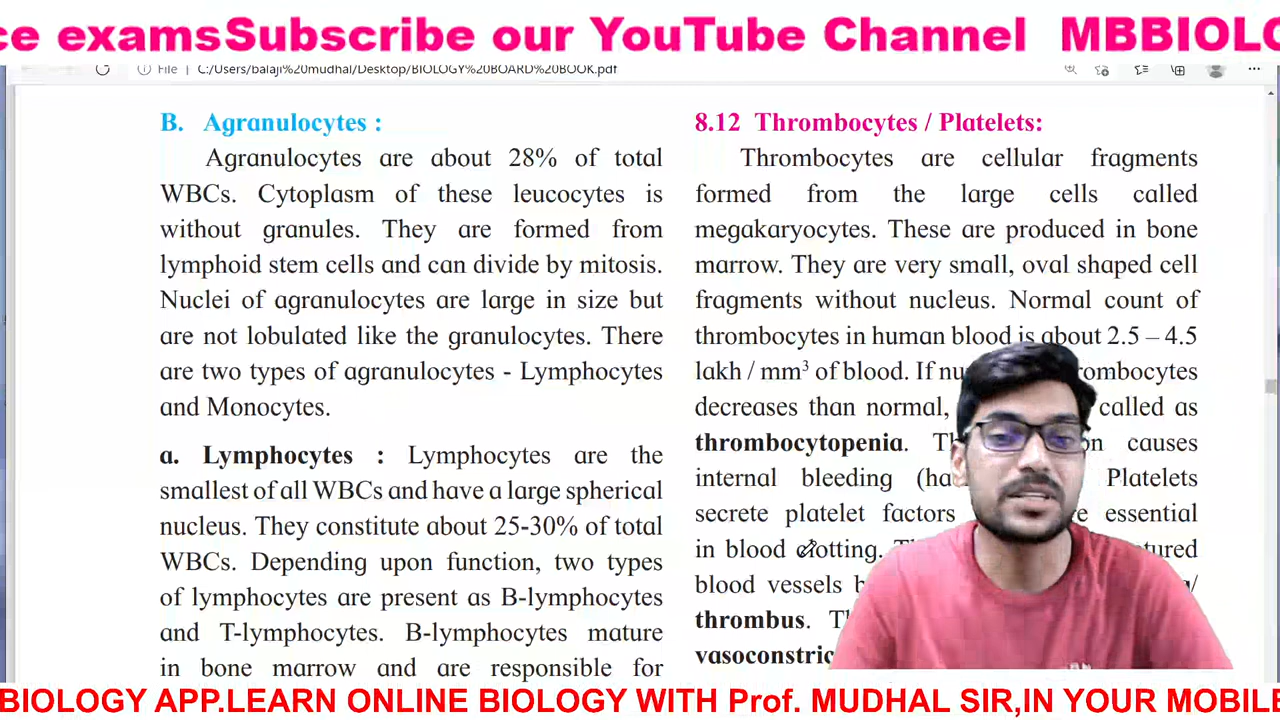 ce examsSubscribe our YouTube Channel MBBIOLO
File | C:/Users/balaji%20mudhal/Desktop/BIOLOGY%20BOARD%20BOOK.pdf
B. Agranulocytes :
Agranulocytes are about 28% of total
WBCs. Cytoplasm of these leucocytes is
without granules. They are formed from
lymphoid stem cells and can divide by mitosis.
Nuclei of agranulocytes are large in size but
are not lobulated like the granulocytes. There
are two types of agranulocytes - Lymphocytes
and Monocytes.
a. Lymphocytes : Lymphocytes are the
smallest of all WBCs and have a large spherical
nucleus. They constitute about 25-30% of total
WBCs. Depending upon function, two types
of lymphocytes are present as B-lymphocytes
and T-lymphocytes. B-lymphocytes mature
in bone marrow and are responsible for
8.12 Thrombocytes / Platelets:
Thrombocytes are cellular fragments
formed from the large cells called
megakaryocytes. These are produced in bone
marrow. They are very small, oval shaped cell
fragments without nucleus. Normal count of
thrombocytes in human blood is about 2.5 – 4.5
lakh / mm³ of blood. If nu rombocytes
decreases than normal, called as
thrombocytopenia. Th on causes
internal bleeding (ha Platelets
secrete platelet factors e essential
in blood clotting. Th tured
blood vessels b /
thrombus. T
vasoconstric
BIOLOGY APP.LEARN ONLINE BIOLOGY WITH Prof. MUDHAL SIR,IN YOUR MOBILE